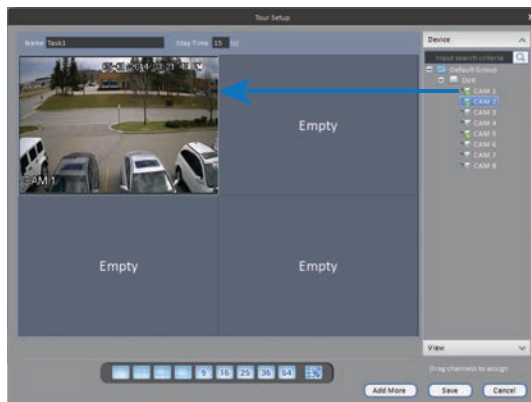 Tour Setup
Name Task1 Stay Time 15 (s)
Device
Input search criteria
Default Group
DVR
CAM 1
CAM 2
CAM 3
CAM 4
CAM 5
CAM 6
CAM 7
CAM 8
CAM 1
Empty
Empty
Empty
View
Drag channels to assign
9 16 25 36 64
Add More Save Cancel